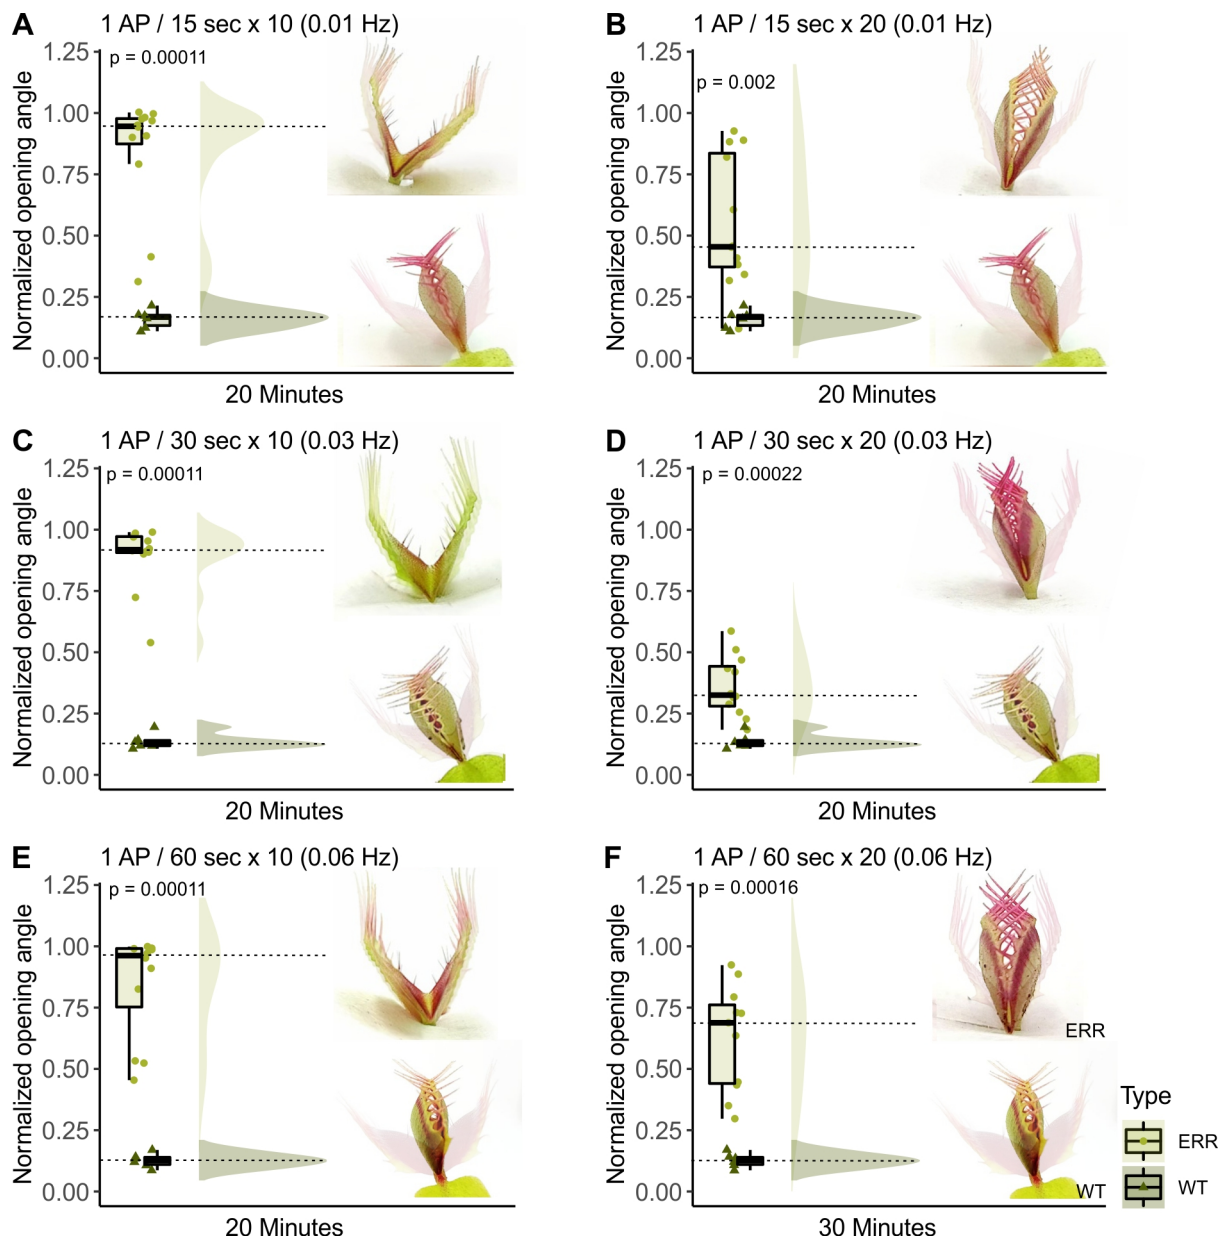 A 1 AP / 15 sec x 10 (0.01 Hz)
p = 0.00011
Normalized opening angle
1.25
1.00
0.75
0.50
0.25
0.00
20 Minutes
B 1 AP / 15 sec x 20 (0.01 Hz)
p = 0.002
Normalized opening angle
1.25
1.00
0.75
0.50
0.25
0.00
20 Minutes
C 1 AP / 30 sec x 10 (0.03 Hz)
p = 0.00011
Normalized opening angle
1.25
1.00
0.75
0.50
0.25
0.00
20 Minutes
D 1 AP / 30 sec x 20 (0.03 Hz)
p = 0.00022
Normalized opening angle
1.25
1.00
0.75
0.50
0.25
0.00
20 Minutes
E 1 AP / 60 sec x 10 (0.06 Hz)
p = 0.00011
Normalized opening angle
1.25
1.00
0.75
0.50
0.25
0.00
20 Minutes
F 1 AP / 60 sec x 20 (0.06 Hz)
p = 0.00016
Normalized opening angle
1.25
1.00
0.75
0.50
0.25
0.00
30 Minutes
ERR
WT
Type
ERR
WT